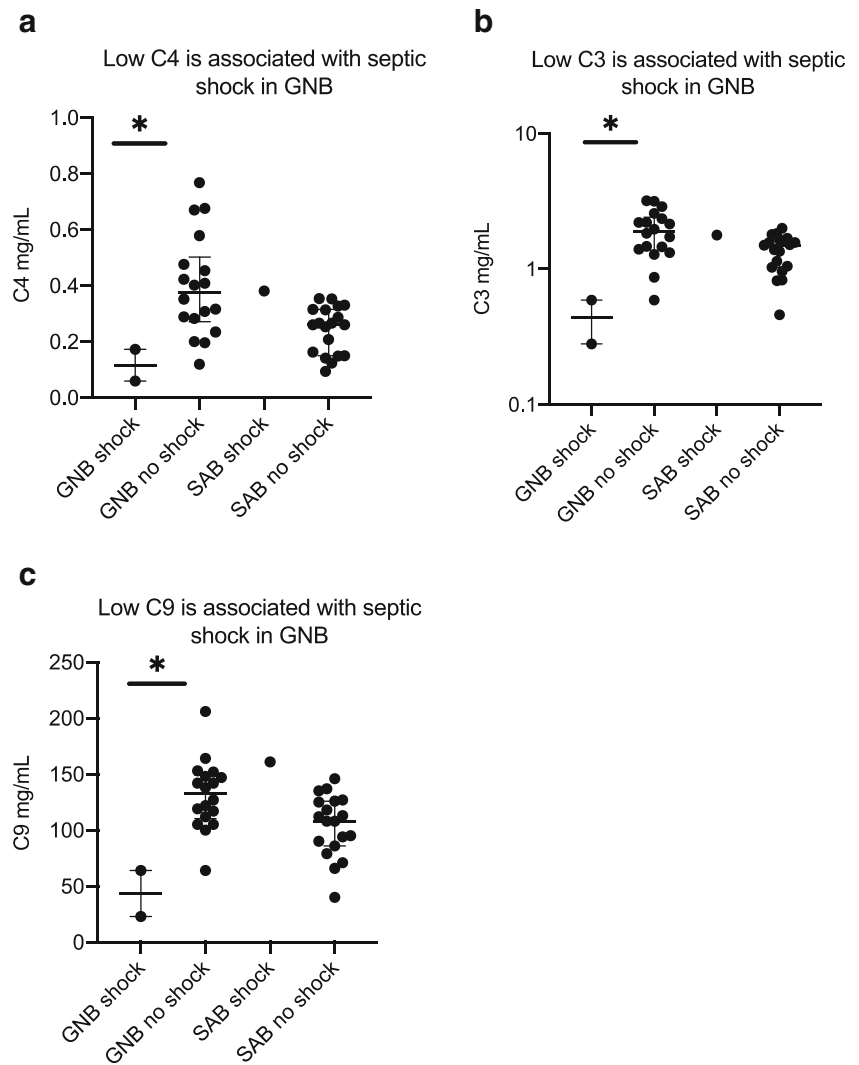 a
Low C4 is associated with septic
shock in GNB
*
1.0
0.8
0.6
0.4
0.2
0.0
C4 mg/mL
GNB shock
GNB no shock
SAB shock
SAB no shock
b
Low C3 is associated with septic
shock in GNB
*
10
1
0.1
C3 mg/mL
GNB shock
GNB no shock
SAB shock
SAB no shock
c
Low C9 is associated with septic
shock in GNB
*
250
200
150
100
50
0
C9 mg/mL
GNB shock
GNB no shock
SAB shock
SAB no shock